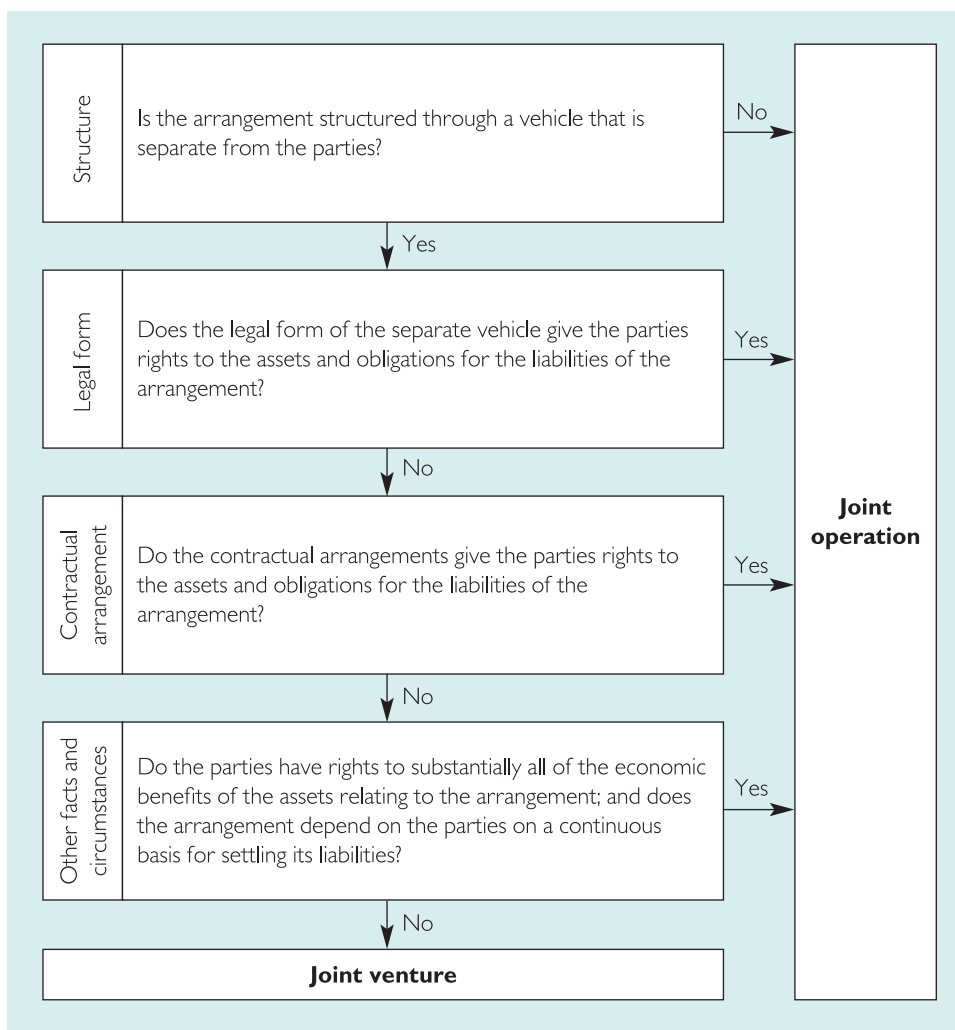 Structure
Is the arrangement structured through a vehicle that is
separate from the parties?
No
Yes
Legal form
Does the legal form of the separate vehicle give the parties
rights to the assets and obligations for the liabilities of the
arrangement?
Yes
No
Contractual
arrangement
Do the contractual arrangements give the parties rights to
the assets and obligations for the liabilities of the
arrangement?
Yes
No
Other facts and
circumstances
Do the parties have rights to substantially all of the economic
benefits of the assets relating to the arrangement; and does
the arrangement depend on the parties on a continuous
basis for settling its liabilities?
Yes
No
Joint venture
Joint
operation